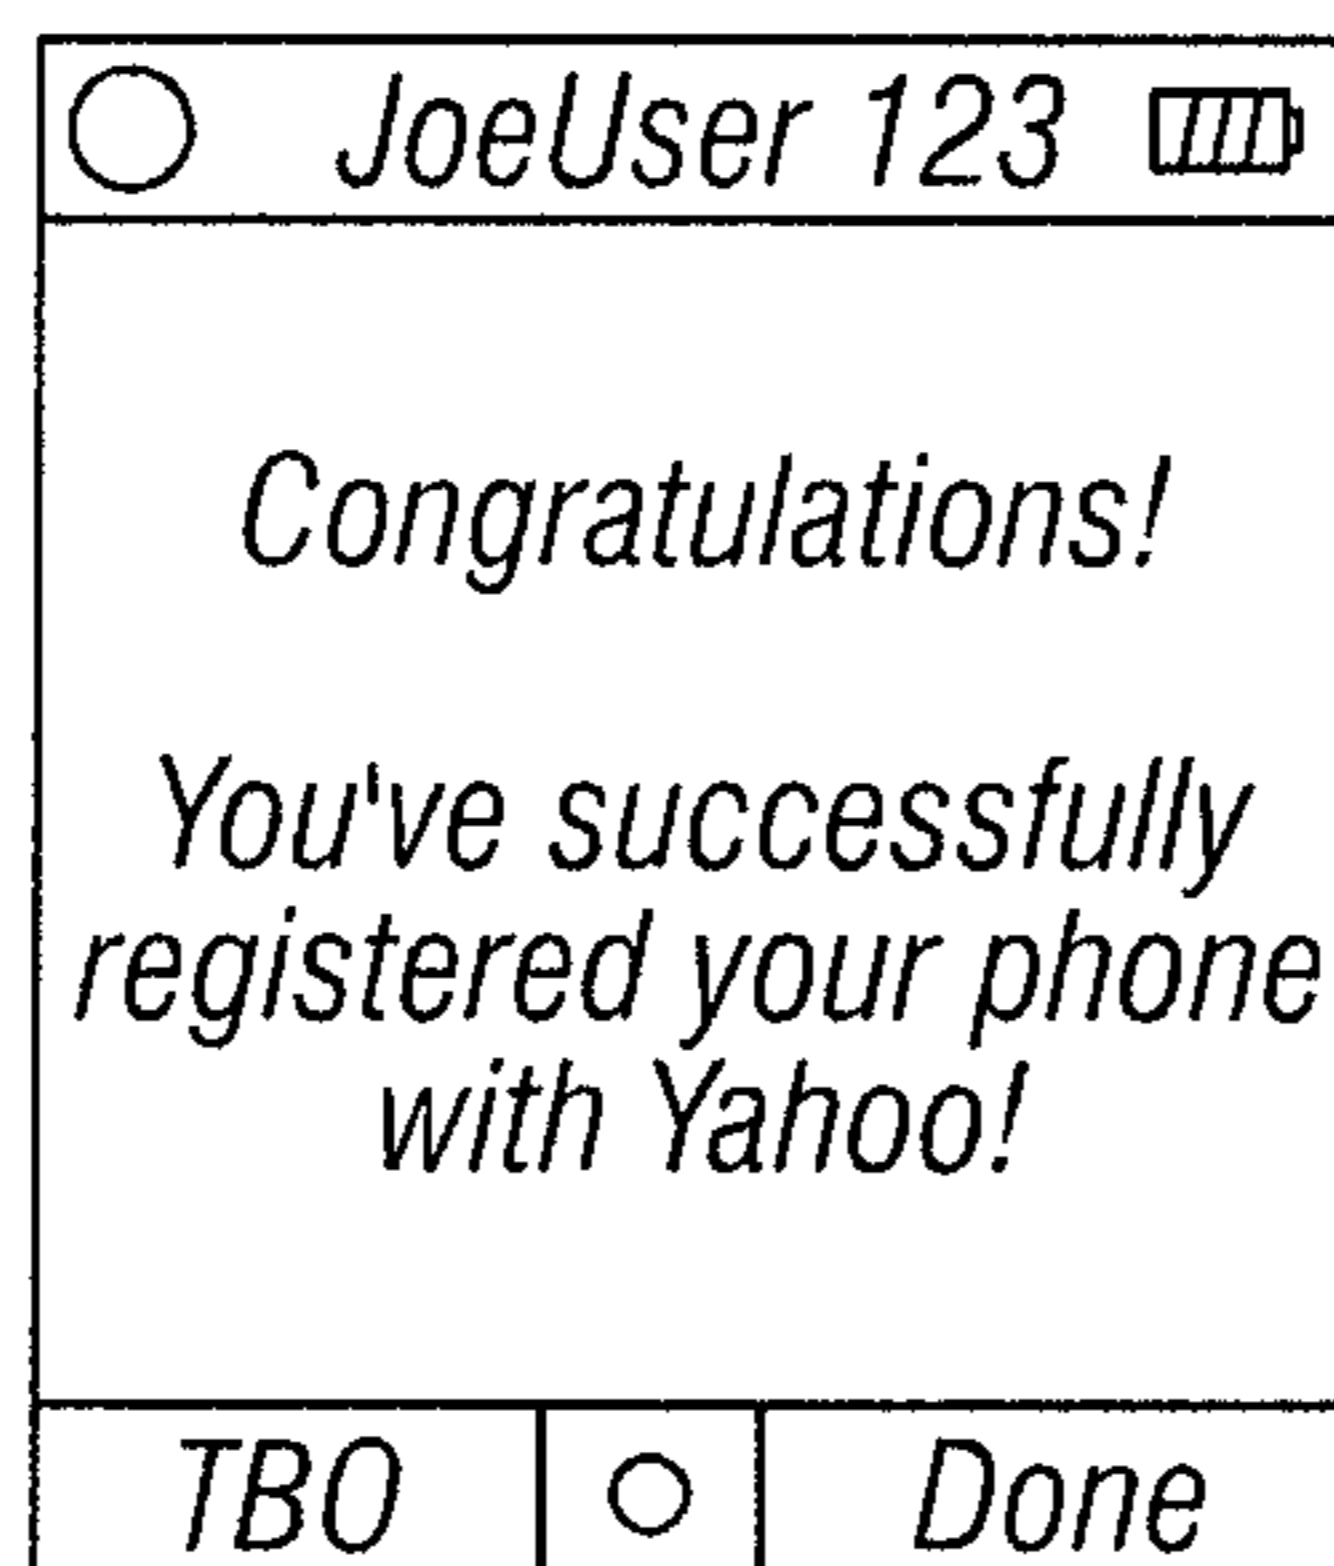 JoeUser 123
Congratulations!
You've successfully
registered your phone
with Yahoo!
TBO Done